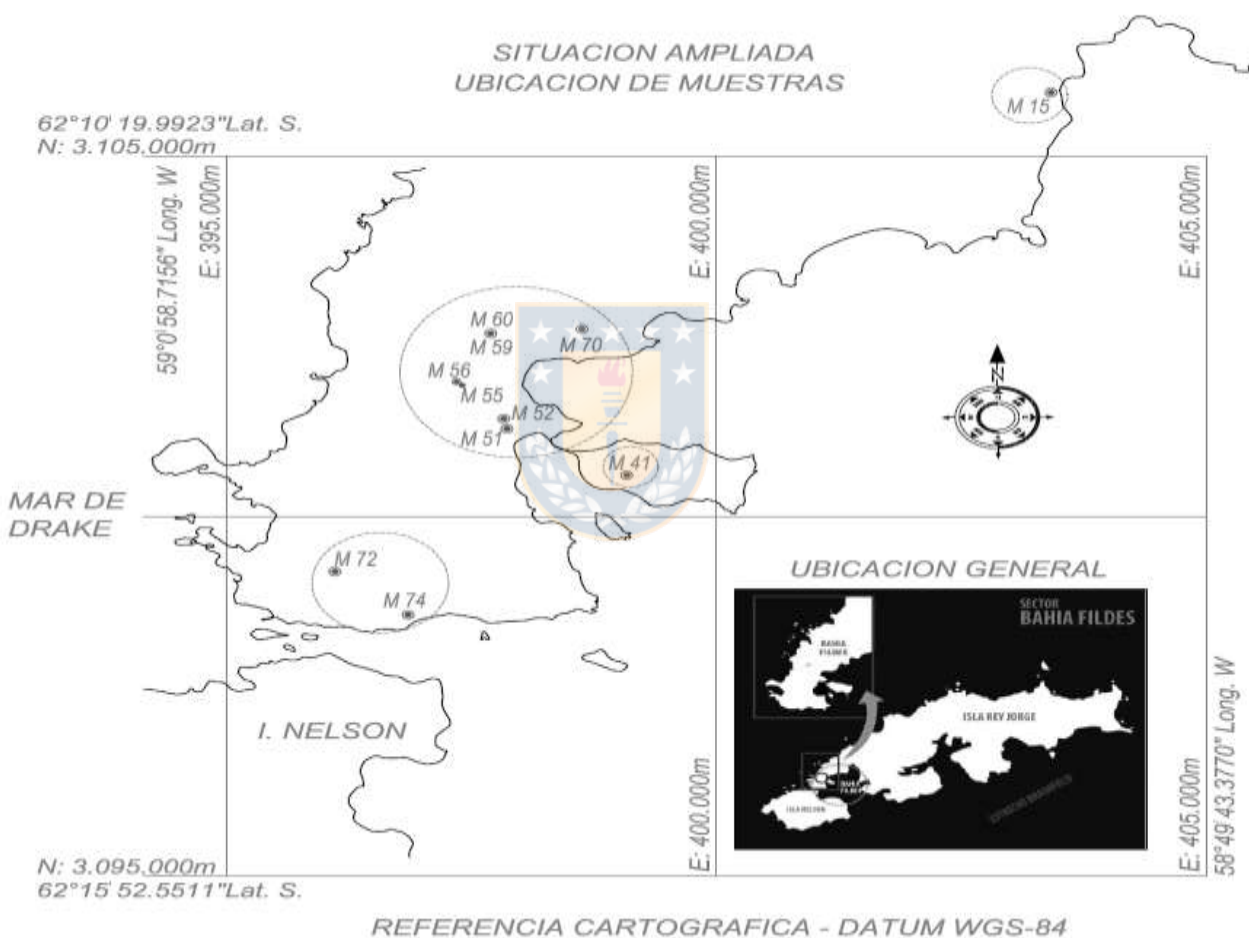 SITUACION AMPLIADA
UBICACION DE MUESTRAS
M 15
62°10' 19.9923"Lat. S.
N: 3.105.000m
59°0'58.7156" Long. W
E: 395.000m
E: 400.000m
E: 405.000m
M 60
M 59
M 70
M 56
M 55
M 52
M 51
M 41
N
MAR DE
DRAKE
M 72
M 74
UBICACION GENERAL
SECTOR
BAHIA FILDES
BAHIA
FILDES
ISLA REY JORGE
ISLA NELSON
I. NELSON
E: 400.000m
E: 405.000m
58°49'43.3770" Long. W
N: 3.095.000m
62°15'52.5511"Lat. S.
REFERENCIA CARTOGRAFICA - DATUM WGS-84